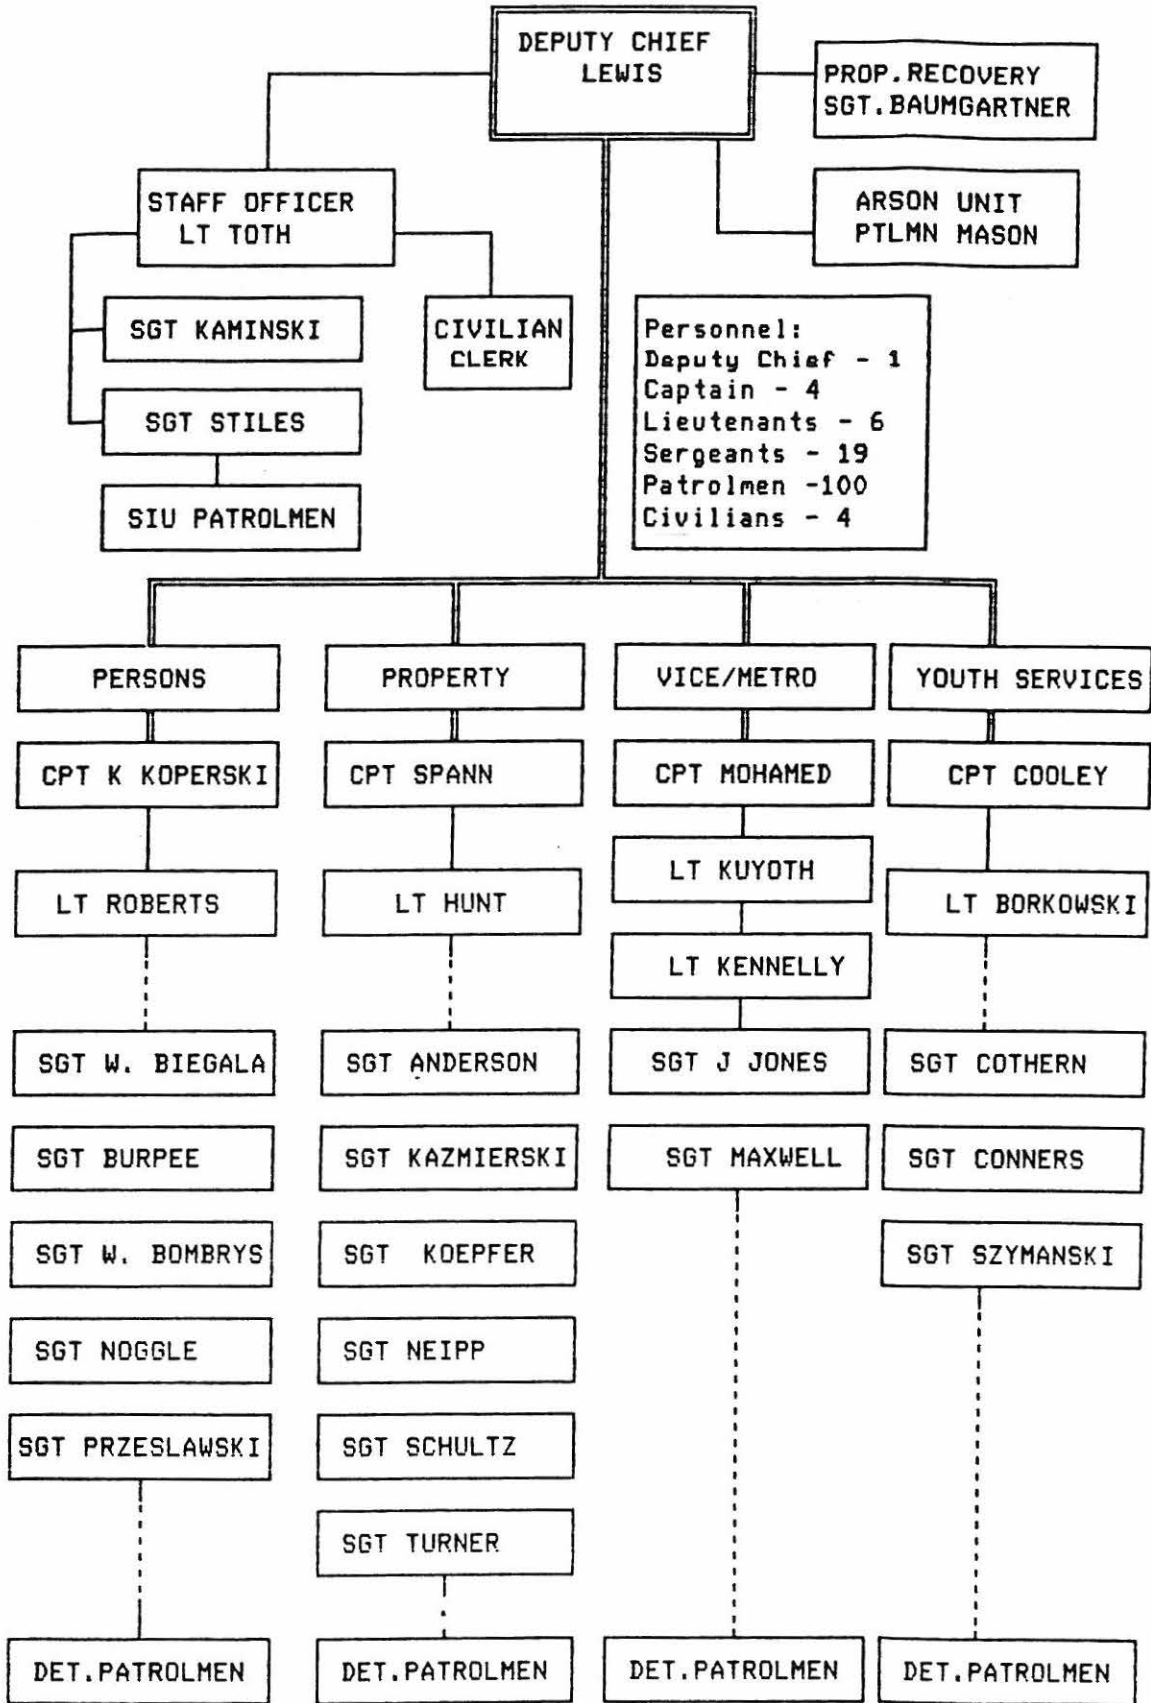 DEPUTY CHIEF
LEWIS
PROP.RECOVERY
SGT.BAUMGARTNER
STAFF OFFICER
LT TOTH
ARSON UNIT
PTLMN MASON
SGT KAMINSKI
CIVILIAN
CLERK
SGT STILES
SIU PATROLMEN
Personnel:
Deputy Chief - 1
Captain - 4
Lieutenants - 6
Sergeants - 19
Patrolmen -100
Civilians - 4
PERSONS
CPT K KOPERSKI
LT ROBERTS
SGT W. BIEGALA
SGT BURPEE
SGT W. BOMBRYS
SGT NOGGLE
SGT PRZESLAWSKI
DET.PATROLMEN
PROPERTY
CPT SPANN
LT HUNT
SGT ANDERSON
SGT KAZMIERSKI
SGT KOEPFER
SGT NEIPP
SGT SCHULTZ
SGT TURNER
DET.PATROLMEN
VICE/METRO
CPT MOHAMED
LT KUYOTH
LT KENNELLY
SGT J JONES
SGT MAXWELL
DET.PATROLMEN
YOUTH SERVICES
CPT COOLEY
LT BORKOWSKI
SGT COTHERN
SGT CONNERS
SGT SZYMANSKI
DET.PATROLMEN